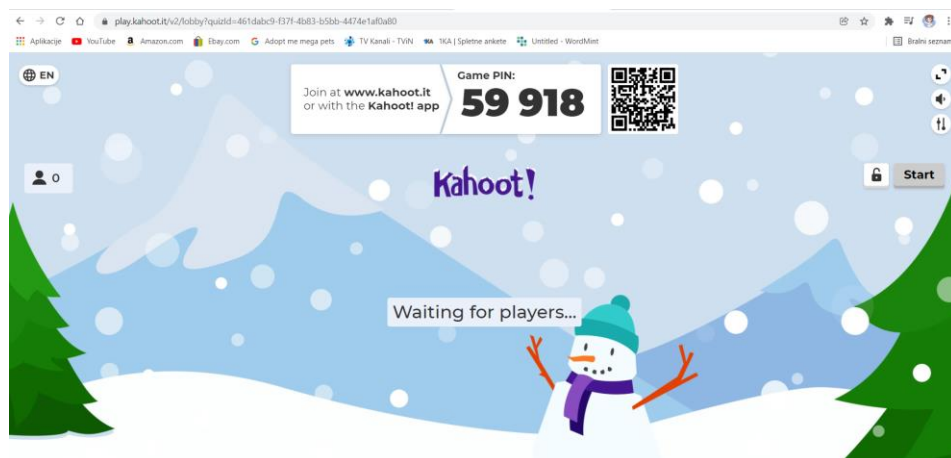 play.kahoot.it/v2/lobby?quizId=461dabc9-f37f-4b83-b5bb-4474e1af0a80
Aplikacije YouTube Amazon.com Ebay.com Adopt me mega pets TV Kanali - TViN 1KA | Spletne ankete Untitled - WordMint Bralni seznam
EN
Join at www.kahoot.it
or with the Kahoot! app
Game PIN:
59 918
0
Kahoot!
Start
Waiting for players...